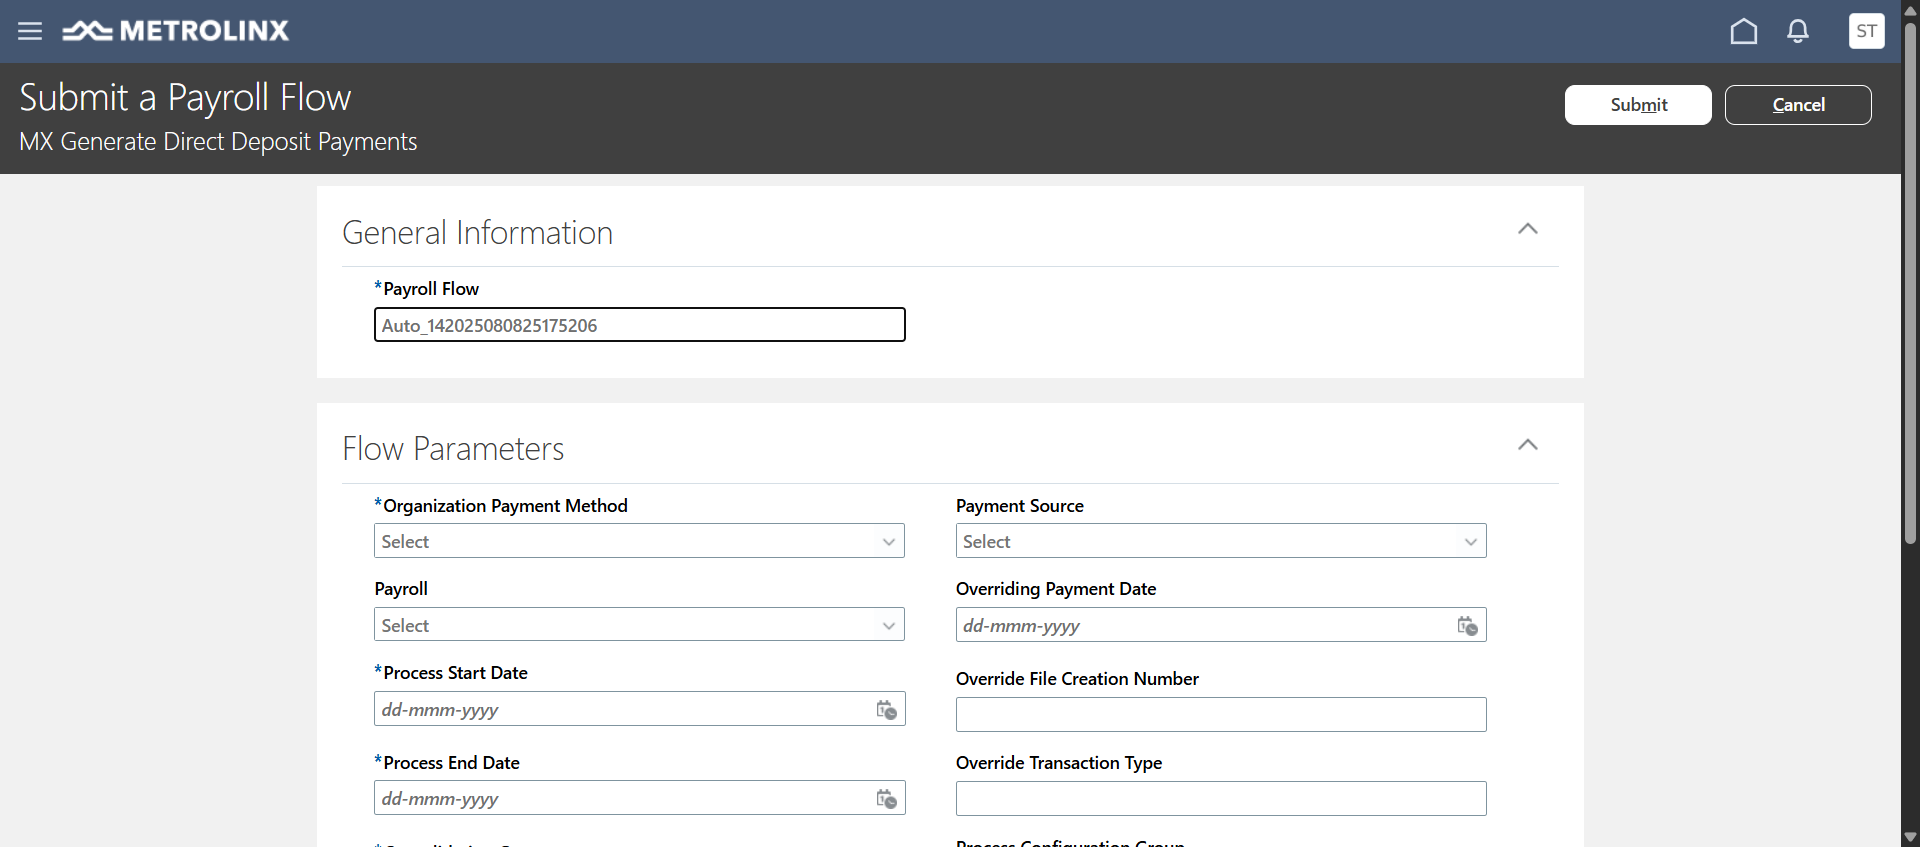 METROLINX
ST
Submit a Payroll Flow
MX Generate Direct Deposit Payments
Submit
Cancel
General Information
*Payroll Flow
Auto_142025080825175206
Flow Parameters
*Organization Payment Method
Select
Payment Source
Select
Payroll
Select
Overriding Payment Date
dd-mmm-yyyy
*Process Start Date
dd-mmm-yyyy
Override File Creation Number
*Process End Date
dd-mmm-yyyy
Override Transaction Type
Process Configuration Group